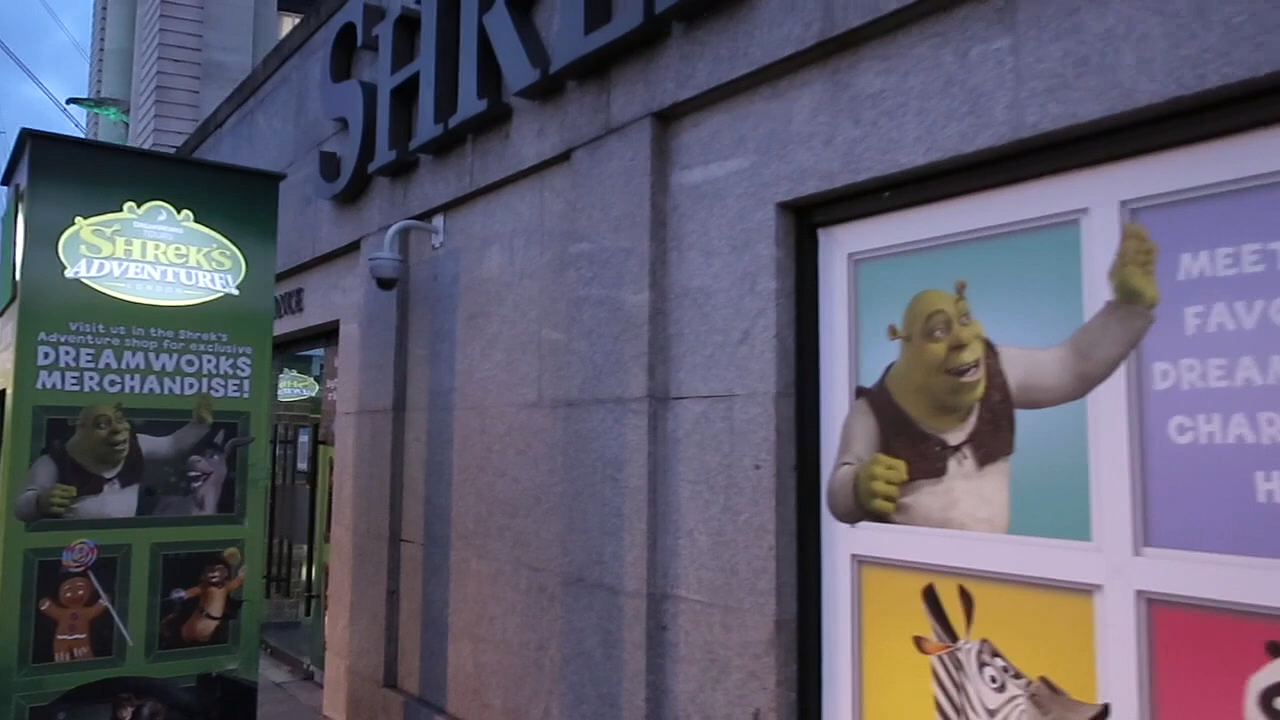 SHRE
DREAMWORKS
SHREK'S
ADVENTURE!
LONDON
Visit us in the Shrek's
Adventure shop for exclusive
DREAMWORKS
MERCHANDISE!
MEET
FAVO
DREAM
CHAR
H